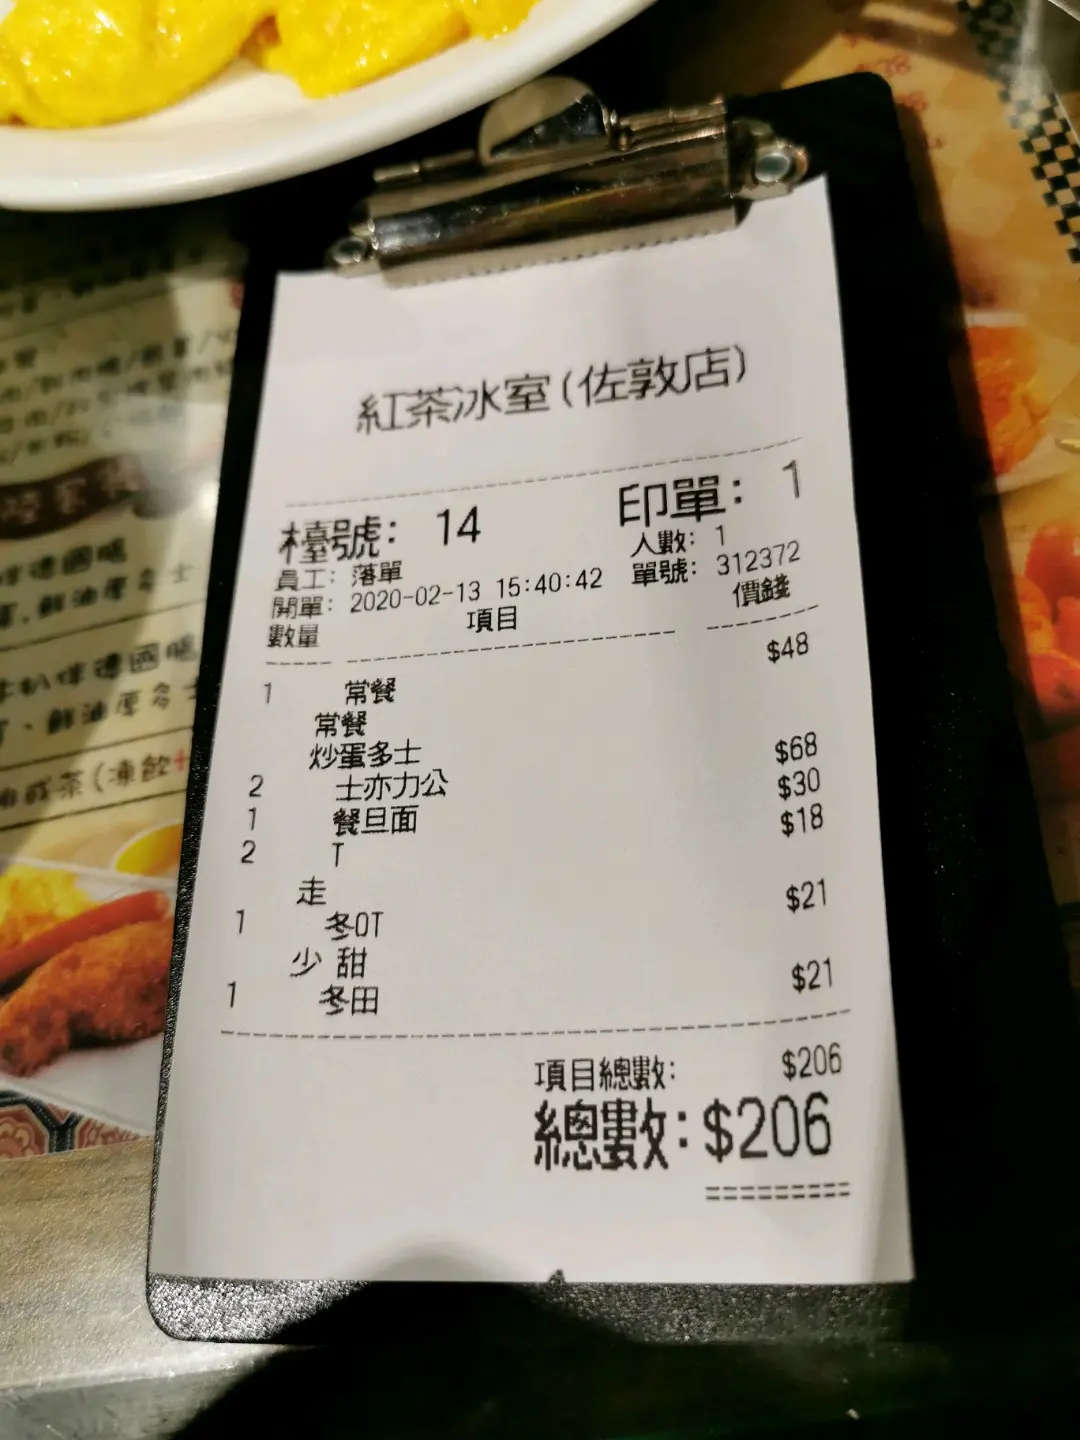 紅茶冰室(佐敦店)
檯號: 14 印單: 1
員工: 落單 人數: 1
開單: 2020-02-13 15:40:42 單號: 312372
數量 項目 價錢
1 常餐 $48
常餐
炒蛋多士
2 士亦力公 $68
1 餐旦面 $30
2 T $18
走
1 冬OT $21
少 甜
1 冬田 $21
項目總數: $206
總數: $206
=========